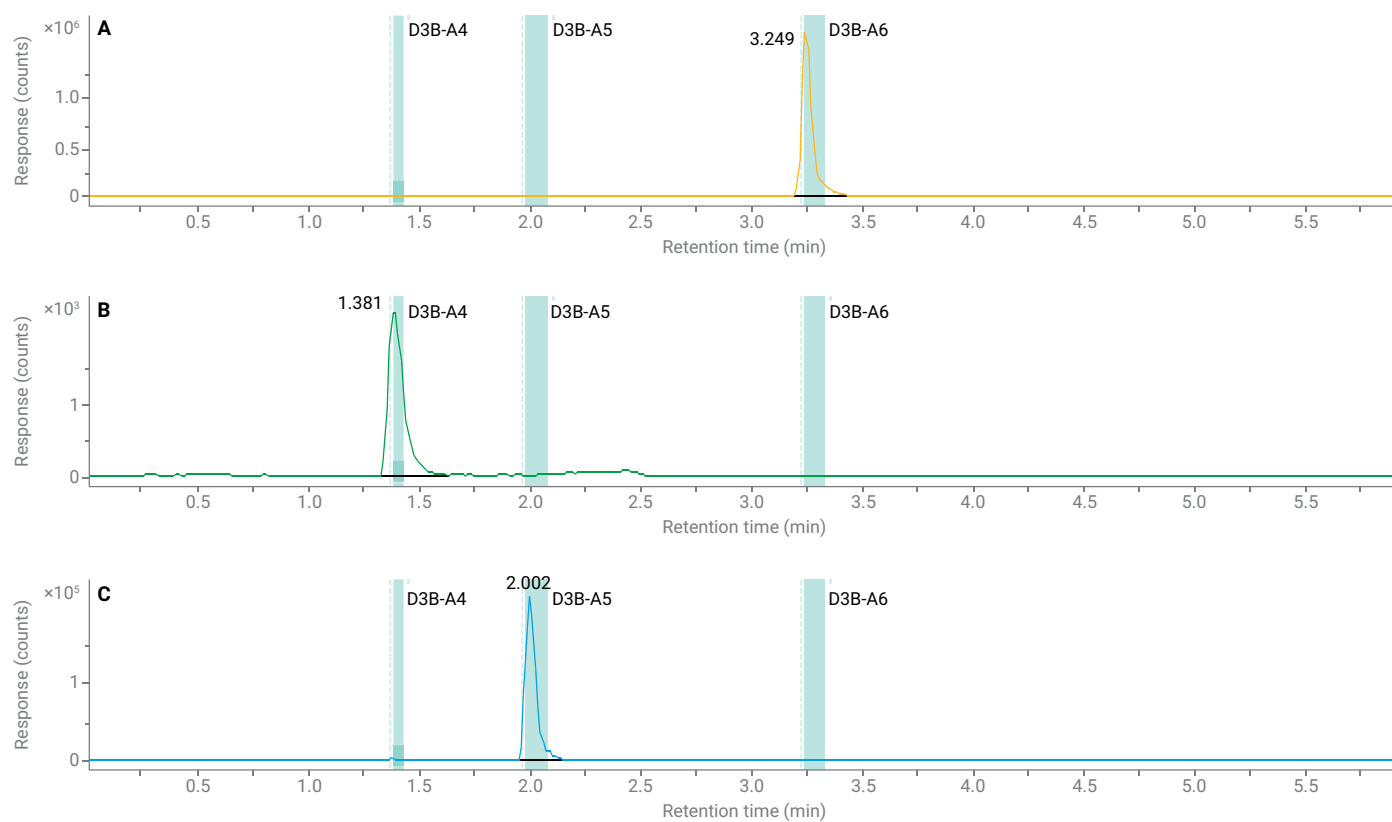 ×10⁶ A D3B-A4 D3B-A5 3.249 D3B-A6
Response (counts)
1.0
0.5
0
0.5 1.0 1.5 2.0 2.5 3.0 3.5 4.0 4.5 5.0 5.5
Retention time (min)
×10³ B 1.381 D3B-A4 D3B-A5 D3B-A6
Response (counts)
1
0
0.5 1.0 1.5 2.0 2.5 3.0 3.5 4.0 4.5 5.0 5.5
Retention time (min)
×10⁵ C D3B-A4 2.002 D3B-A5 D3B-A6
Response (counts)
1
0
0.5 1.0 1.5 2.0 2.5 3.0 3.5 4.0 4.5 5.0 5.5
Retention time (min)